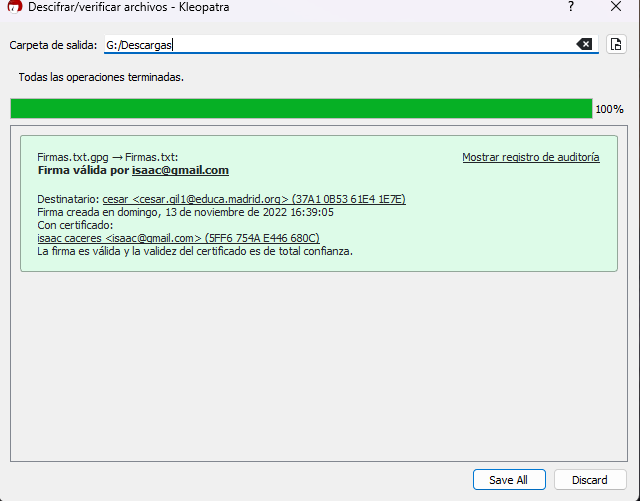 Descifrar/verificar archivos - Kleopatra
?
Carpeta de salida: G:/Descargas
Todas las operaciones terminadas.
100%
Firmas.txt.gpg → Firmas.txt: Mostrar registro de auditoría
Firma válida por isaac@gmail.com
Destinatario: cesar <cesar.gil1@educa.madrid.org> (37A1 0B53 61E4 1E7E)
Firma creada en domingo, 13 de noviembre de 2022 16:39:05
Con certificado:
isaac caceres <isaac@gmail.com> (5FF6 754A E446 680C)
La firma es válida y la validez del certificado es de total confianza.
Save All Discard